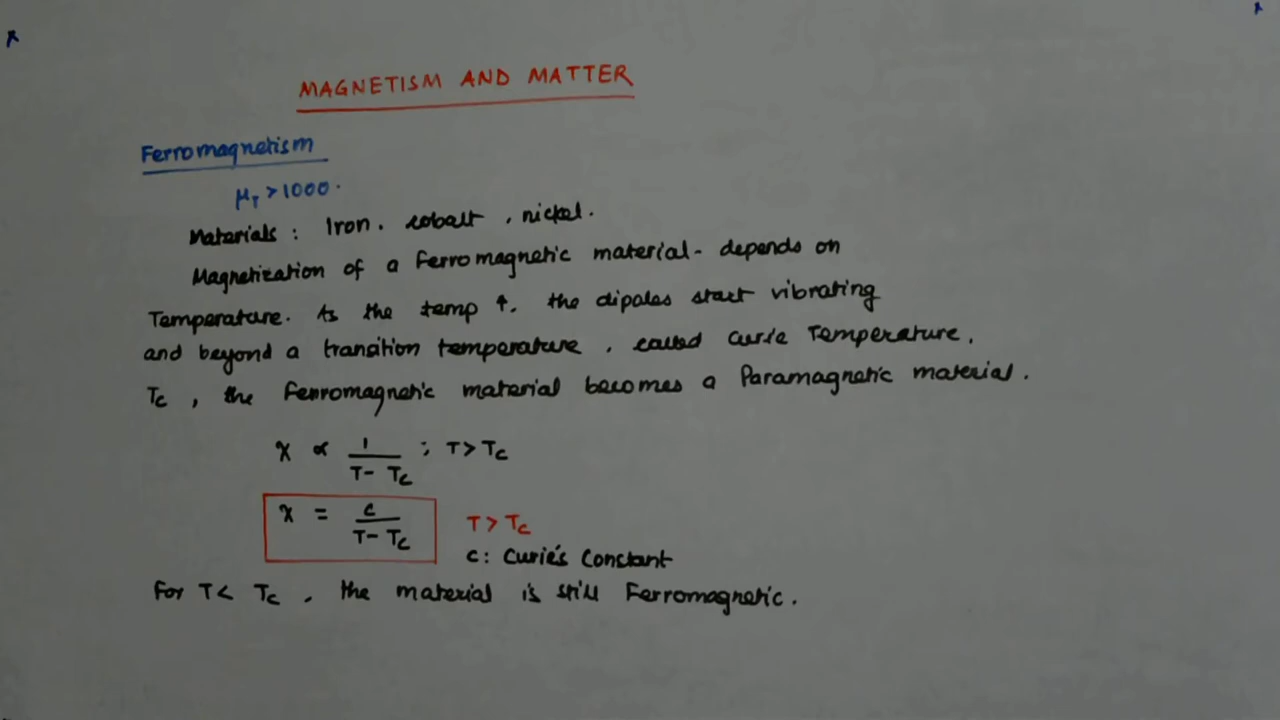 MAGNETISM AND MATTER
Ferromagnetism
μr > 1000.
Materials : Iron. cobalt , nickel.
Magnetization of a Ferromagnetic material - depends on
Temperature. As the temp ↑, the dipoles start vibrating
and beyond a transition temperature , called Curie Temperature,
Tc , the Ferromagnetic material becomes a Paramagnetic material.
χ ∝ 1/(T - Tc) ; T > Tc
χ = C/(T - Tc) T > Tc
C : Curie's Constant
For T < Tc , the material is still Ferromagnetic.